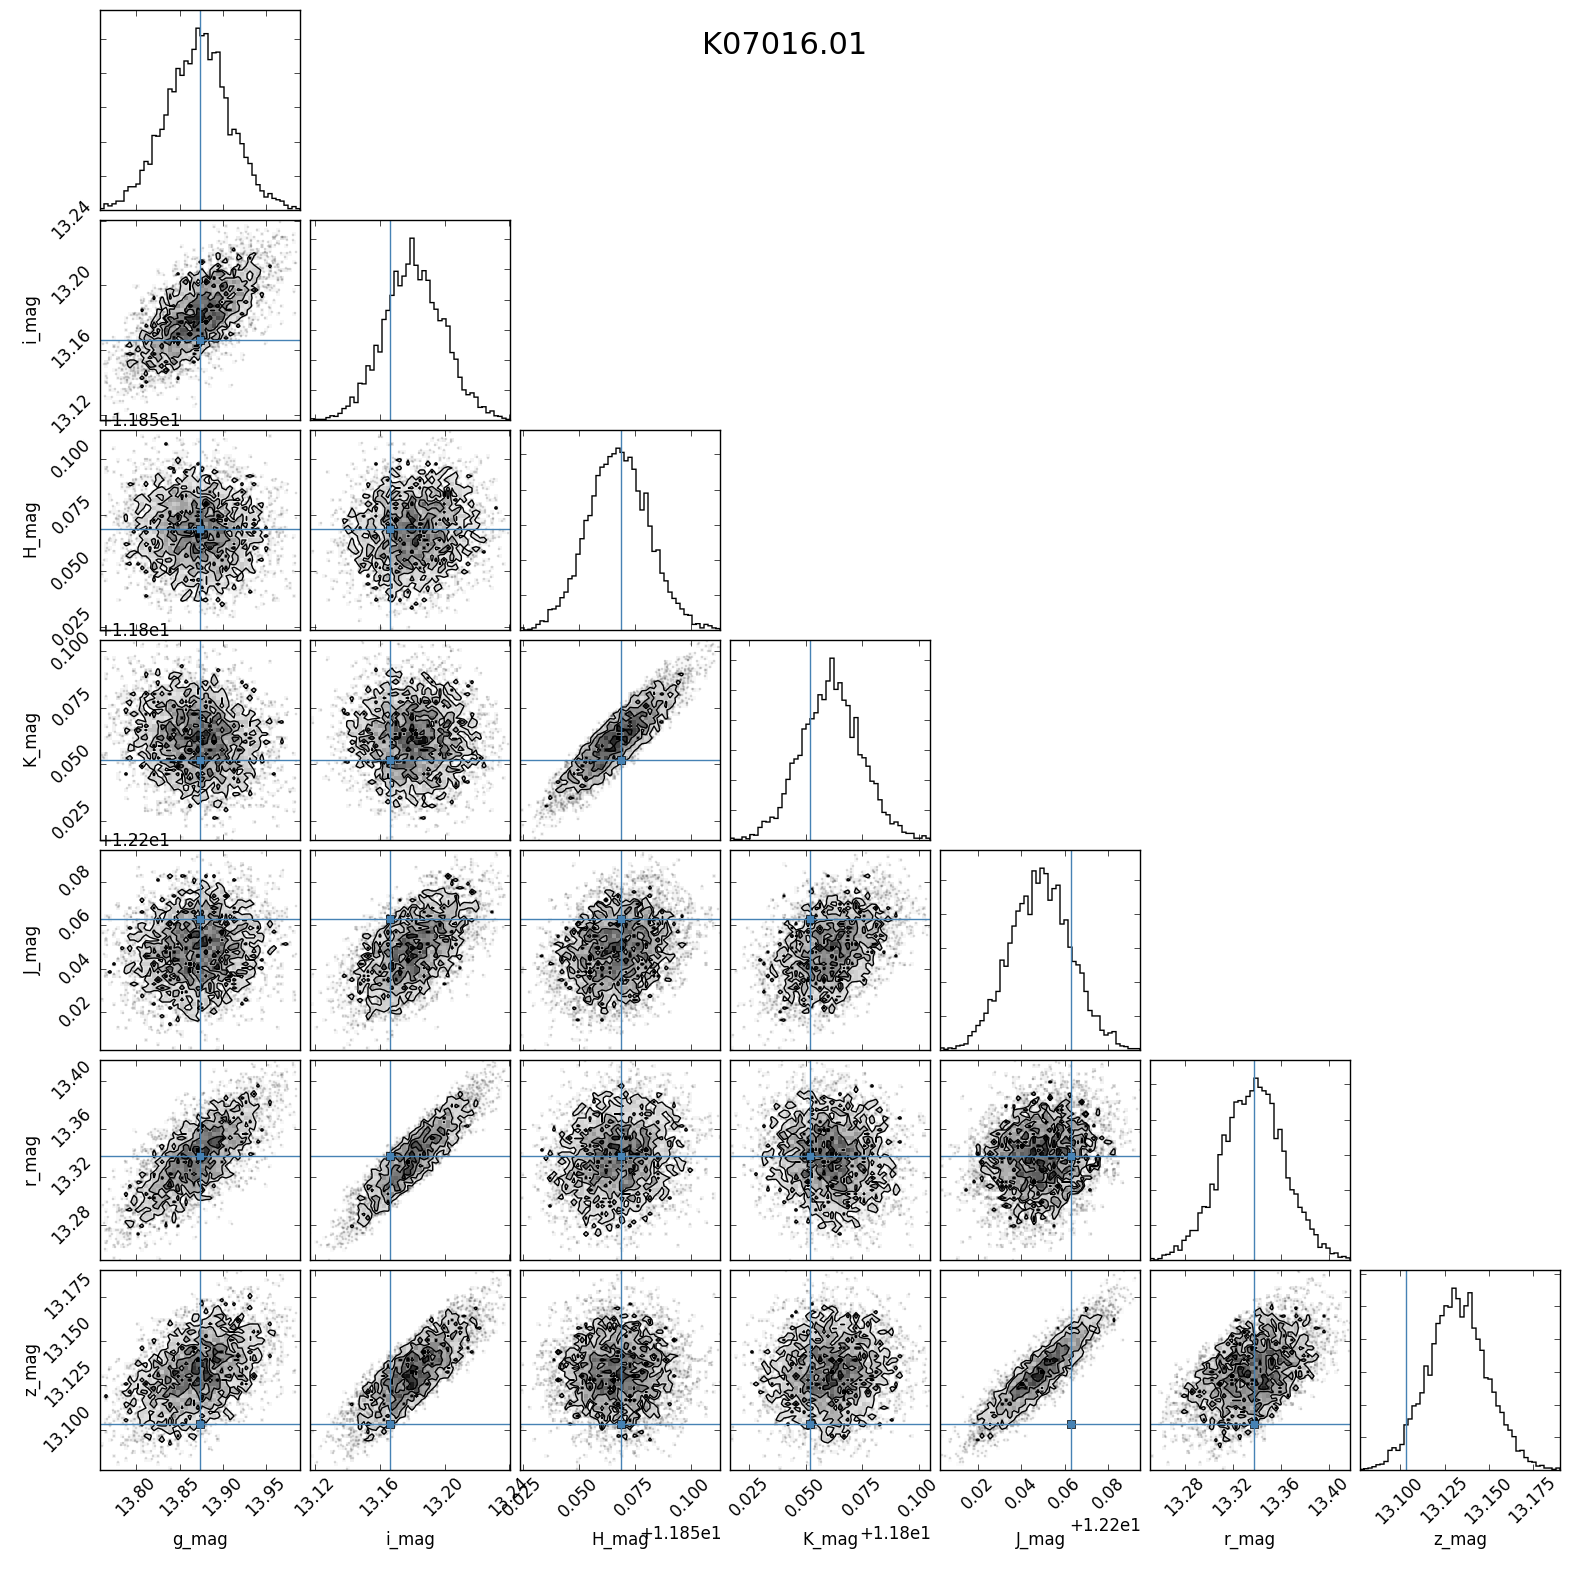 K07016.01
13.24
13.20
13.16
13.12
i_mag
+1.185e1
0.100
0.075
0.050
0.025
H_mag
+1.18e1
0.100
0.075
0.050
0.025
K_mag
+1.22e1
0.08
0.06
0.04
0.02
J_mag
13.40
13.36
13.32
13.28
r_mag
13.175
13.150
13.125
13.100
z_mag
13.80 13.85 13.90 13.95 13.12 13.16 13.20 13.24 0.025 0.050 0.075 0.100 0.025 0.050 0.075 0.100 0.02 0.04 0.06 0.08 13.28 13.32 13.36 13.40 13.100 13.125 13.150 13.175
+1.185e1 +1.18e1 +1.22e1
g_mag i_mag H_mag K_mag J_mag r_mag z_mag